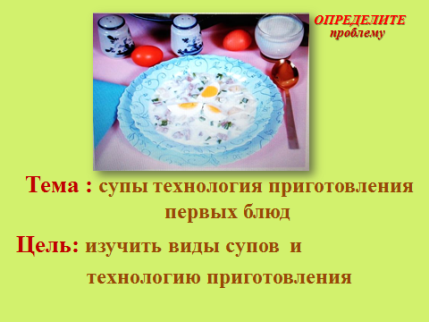 ОПРЕДЕЛИТЕ
проблему
Тема : супы технология приготовления
первых блюд
Цель: изучить виды супов и
технологию приготовления